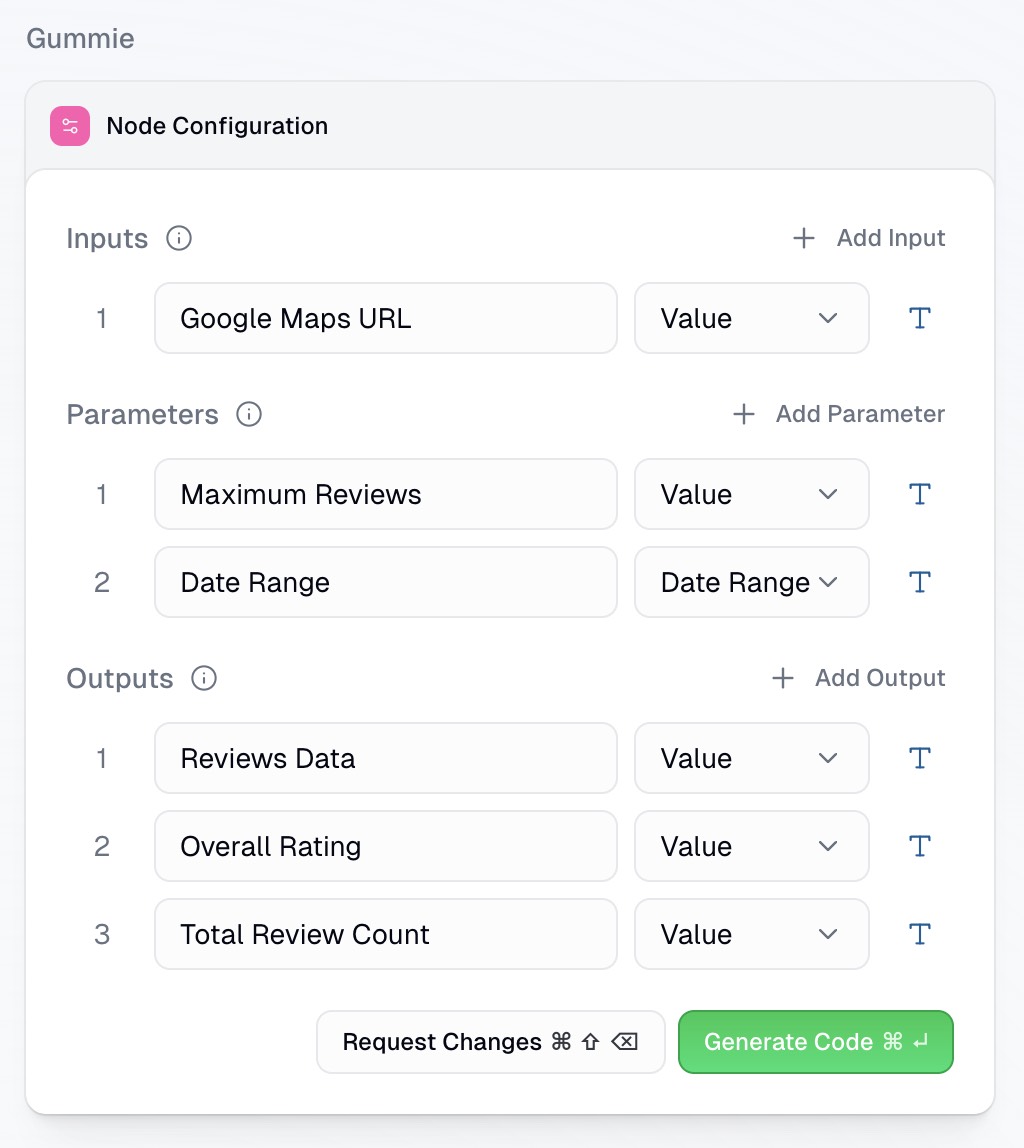 Gummie
Node Configuration
Inputs
Add Input
1 Google Maps URL Value
Parameters
Add Parameter
1 Maximum Reviews Value
2 Date Range Date Range
Outputs
Add Output
1 Reviews Data Value
2 Overall Rating Value
3 Total Review Count Value
Request Changes ⌘ ⇧ ⌫ Generate Code ⌘ ↵